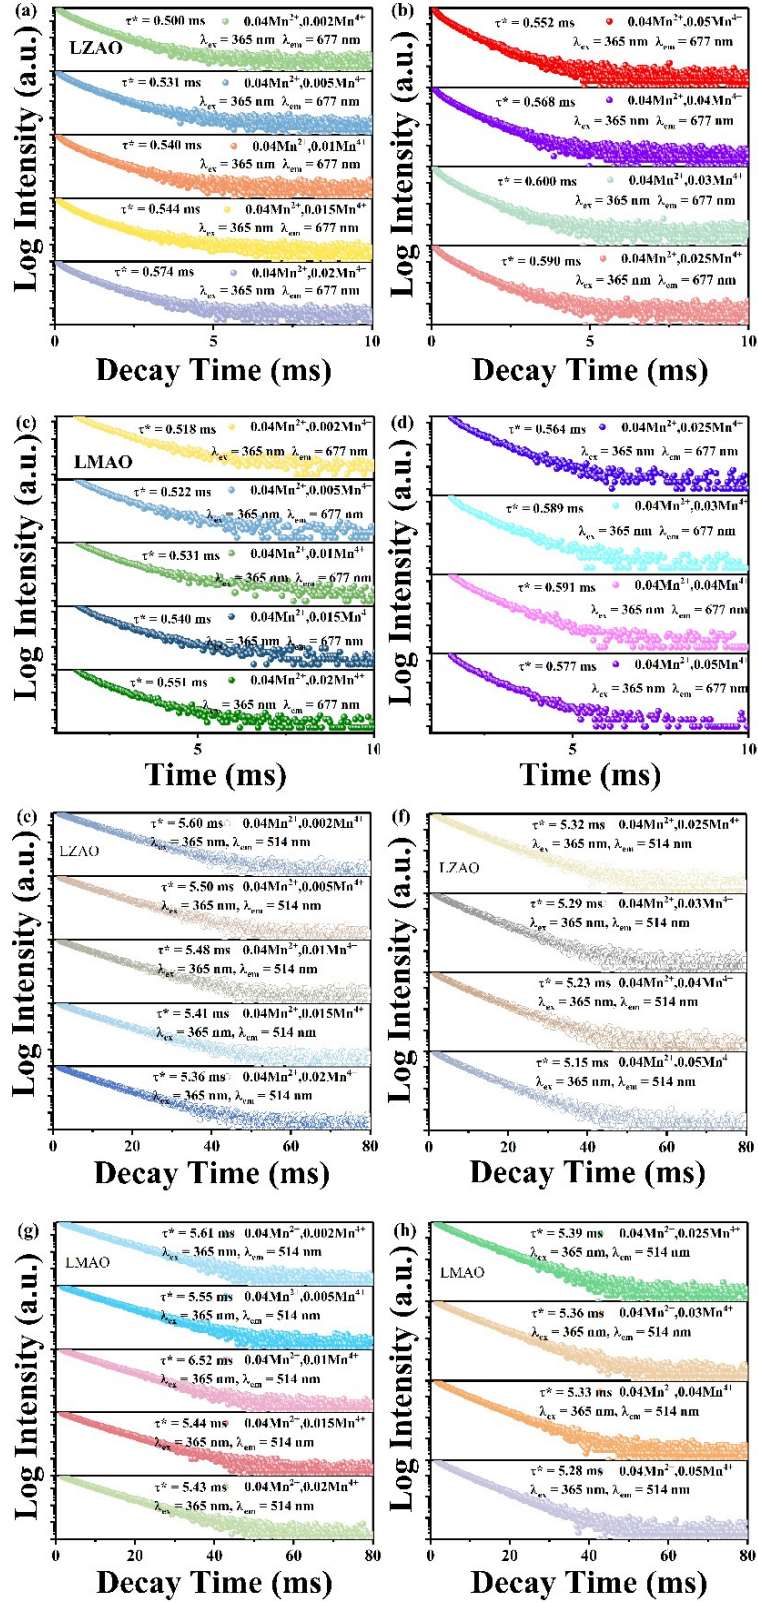 (a)
Log Intensity (a.u.)
τ* = 0.500 ms 0.04Mn²⁺,0.002Mn⁴⁺
λex = 365 nm λem = 677 nm
LZAO
τ* = 0.531 ms 0.04Mn²⁺,0.005Mn⁴⁺
λex = 365 nm λem = 677 nm
τ* = 0.540 ms 0.04Mn²⁺,0.01Mn⁴⁺
λex = 365 nm λem = 677 nm
τ* = 0.544 ms 0.04Mn²⁺,0.015Mn⁴⁺
λex = 365 nm λem = 677 nm
τ* = 0.574 ms 0.04Mn²⁺,0.02Mn⁴⁺
λex = 365 nm λem = 677 nm
0 5 10
Decay Time (ms)
(b)
Log Intensity (a.u.)
τ* = 0.552 ms 0.04Mn²⁺,0.05Mn⁴⁺
λex = 365 nm λem = 677 nm
τ* = 0.568 ms 0.04Mn²⁺,0.04Mn⁴⁺
λex = 365 nm λem = 677 nm
τ* = 0.600 ms 0.04Mn²⁺,0.03Mn⁴⁺
λex = 365 nm λem = 677 nm
τ* = 0.590 ms 0.04Mn²⁺,0.025Mn⁴⁺
λex = 365 nm λem = 677 nm
0 5 10
Decay Time (ms)
(c)
Log Intensity (a.u.)
τ* = 0.518 ms 0.04Mn²⁺,0.002Mn⁴⁺
λex = 365 nm λem = 677 nm
LMAO
τ* = 0.522 ms 0.04Mn²⁺,0.005Mn⁴⁺
λex = 365 nm λem = 677 nm
τ* = 0.531 ms 0.04Mn²⁺,0.01Mn⁴⁺
λex = 365 nm λem = 677 nm
τ* = 0.540 ms 0.04Mn²⁺,0.015Mn⁴⁺
λex = 365 nm λem = 677 nm
τ* = 0.551 ms 0.04Mn²⁺,0.02Mn⁴⁺
λex = 365 nm λem = 677 nm
5 10
Time (ms)
(d)
Log Intensity (a.u.)
τ* = 0.564 ms 0.04Mn²⁺,0.025Mn⁴⁺
λex = 365 nm λem = 677 nm
τ* = 0.589 ms 0.04Mn²⁺,0.03Mn⁴⁺
λex = 365 nm λem = 677 nm
τ* = 0.591 ms 0.04Mn²⁺,0.04Mn⁴⁺
λex = 365 nm λem = 677 nm
τ* = 0.577 ms 0.04Mn²⁺,0.05Mn⁴⁺
λex = 365 nm λem = 677 nm
5 10
Time (ms)
(e)
Log Intensity (a.u.)
τ* = 5.60 ms 0.04Mn²⁺,0.002Mn⁴⁺
λex = 365 nm, λem = 514 nm
LZAO
τ* = 5.50 ms 0.04Mn²⁺,0.005Mn⁴⁺
λex = 365 nm, λem = 514 nm
τ* = 5.48 ms 0.04Mn²⁺,0.01Mn⁴⁺
λex = 365 nm, λem = 514 nm
τ* = 5.41 ms 0.04Mn²⁺,0.015Mn⁴⁺
λex = 365 nm, λem = 514 nm
τ* = 5.36 ms 0.04Mn²⁺,0.02Mn⁴⁺
λex = 365 nm, λem = 514 nm
0 20 40 60 80
Decay Time (ms)
(f)
Log Intensity (a.u.)
τ* = 5.32 ms 0.04Mn²⁺,0.025Mn⁴⁺
λex = 365 nm, λem = 514 nm
LZAO
τ* = 5.29 ms 0.04Mn²⁺,0.03Mn⁴⁺
λex = 365 nm, λem = 514 nm
τ* = 5.23 ms 0.04Mn²⁺,0.04Mn⁴⁺
λex = 365 nm, λem = 514 nm
τ* = 5.15 ms 0.04Mn²⁺,0.05Mn⁴⁺
λex = 365 nm, λem = 514 nm
0 20 40 60 80
Decay Time (ms)
(g)
Log Intensity (a.u.)
τ* = 5.61 ms 0.04Mn²⁺,0.002Mn⁴⁺
λex = 365 nm, λem = 514 nm
LMAO
τ* = 5.55 ms 0.04Mn²⁺,0.005Mn⁴⁺
λex = 365 nm, λem = 514 nm
τ* = 6.52 ms 0.04Mn²⁺,0.01Mn⁴⁺
λex = 365 nm, λem = 514 nm
τ* = 5.44 ms 0.04Mn²⁺,0.015Mn⁴⁺
λex = 365 nm, λem = 514 nm
τ* = 5.43 ms 0.04Mn²⁺,0.02Mn⁴⁺
λex = 365 nm, λem = 514 nm
0 20 40 60 80
Decay Time (ms)
(h)
Log Intensity (a.u.)
τ* = 5.39 ms 0.04Mn²⁺,0.025Mn⁴⁺
λex = 365 nm, λem = 514 nm
LMAO
τ* = 5.36 ms 0.04Mn²⁺,0.03Mn⁴⁺
λex = 365 nm, λem = 514 nm
τ* = 5.33 ms 0.04Mn²⁺,0.04Mn⁴⁺
λex = 365 nm, λem = 514 nm
τ* = 5.28 ms 0.04Mn²⁺,0.05Mn⁴⁺
λex = 365 nm, λem = 514 nm
0 20 40 60 80
Decay Time (ms)